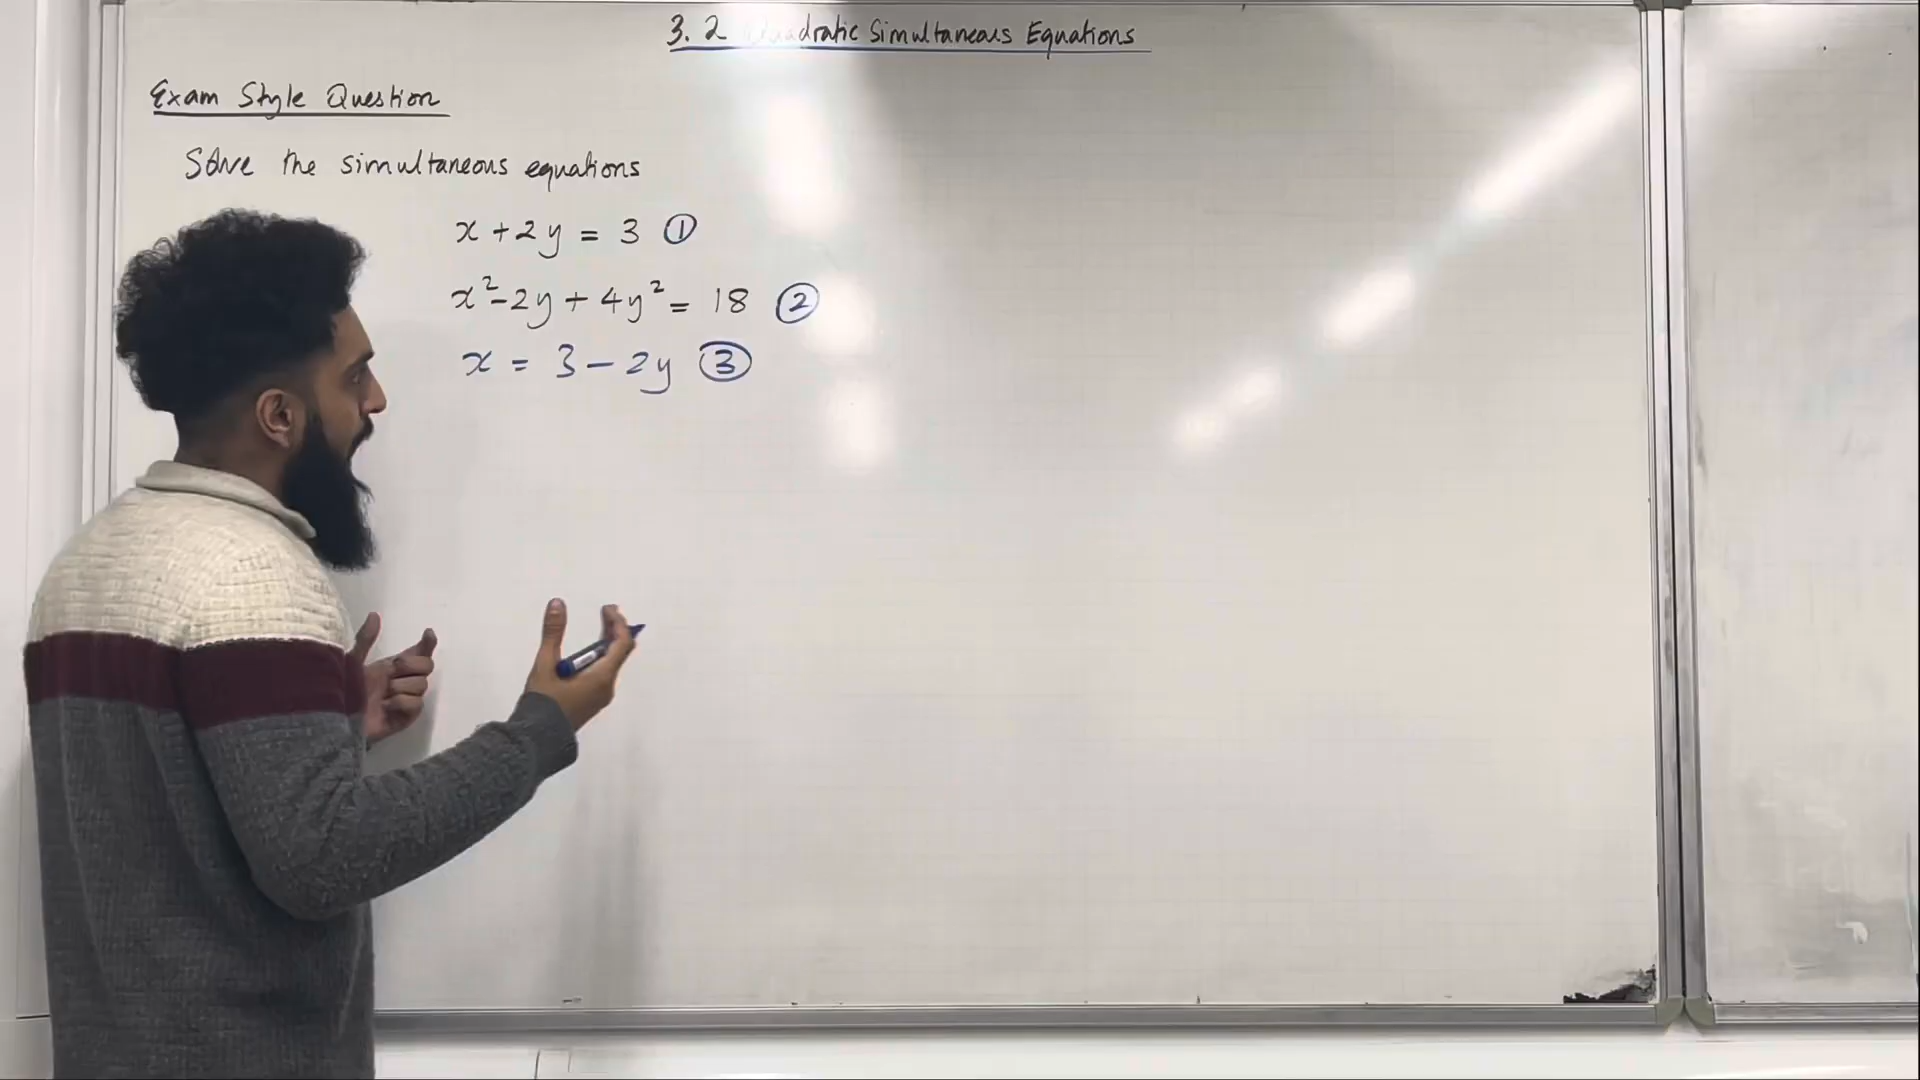 3.2 Quadratic Simultaneous Equations
Exam Style Question
Solve the simultaneous equations
x + 2y = 3 ①
x² - 2y + 4y² = 18 ②
x = 3 - 2y ③